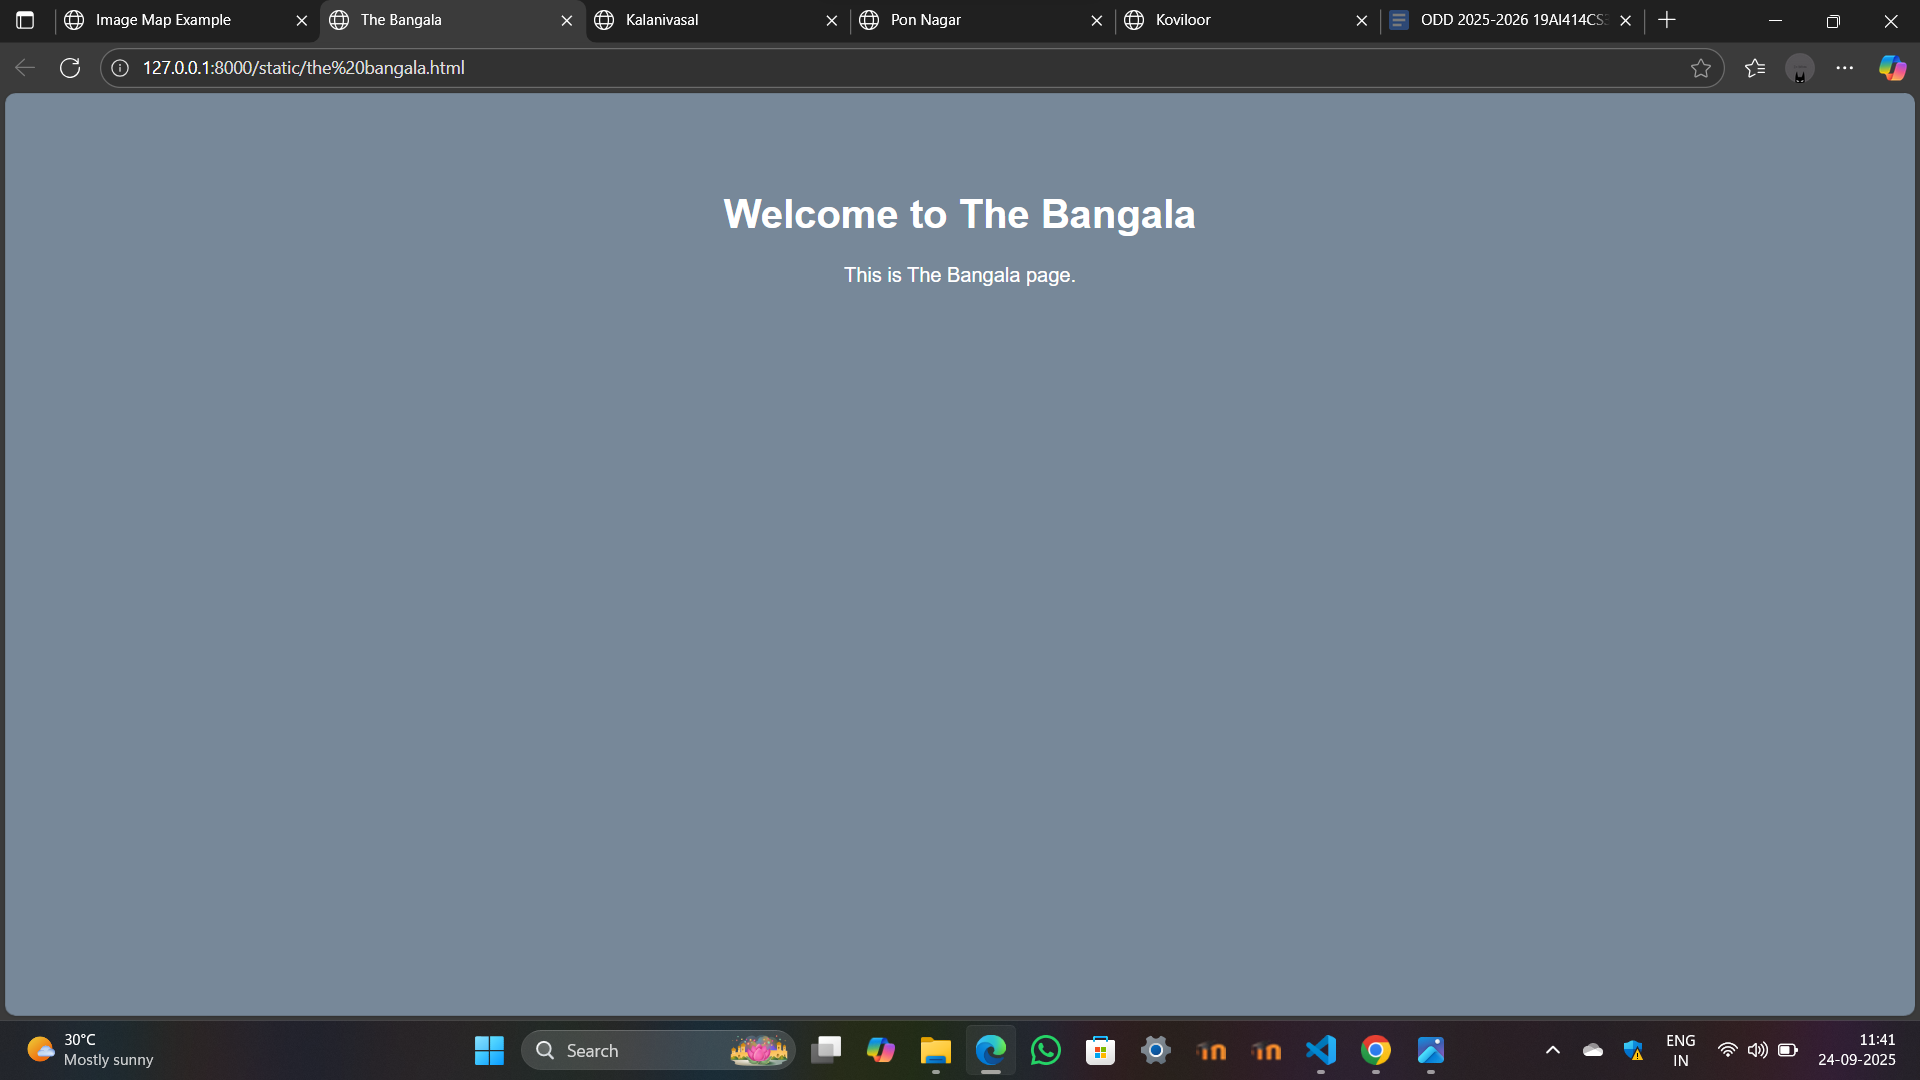 Image Map Example
The Bangala
Kalanivasal
Pon Nagar
Koviloor
ODD 2025-2026 19AI414CS
127.0.0.1:8000/static/the%20bangala.html
Welcome to The Bangala
This is The Bangala page.
30°C
Mostly sunny
Search
ENG
IN
11:41
24-09-2025